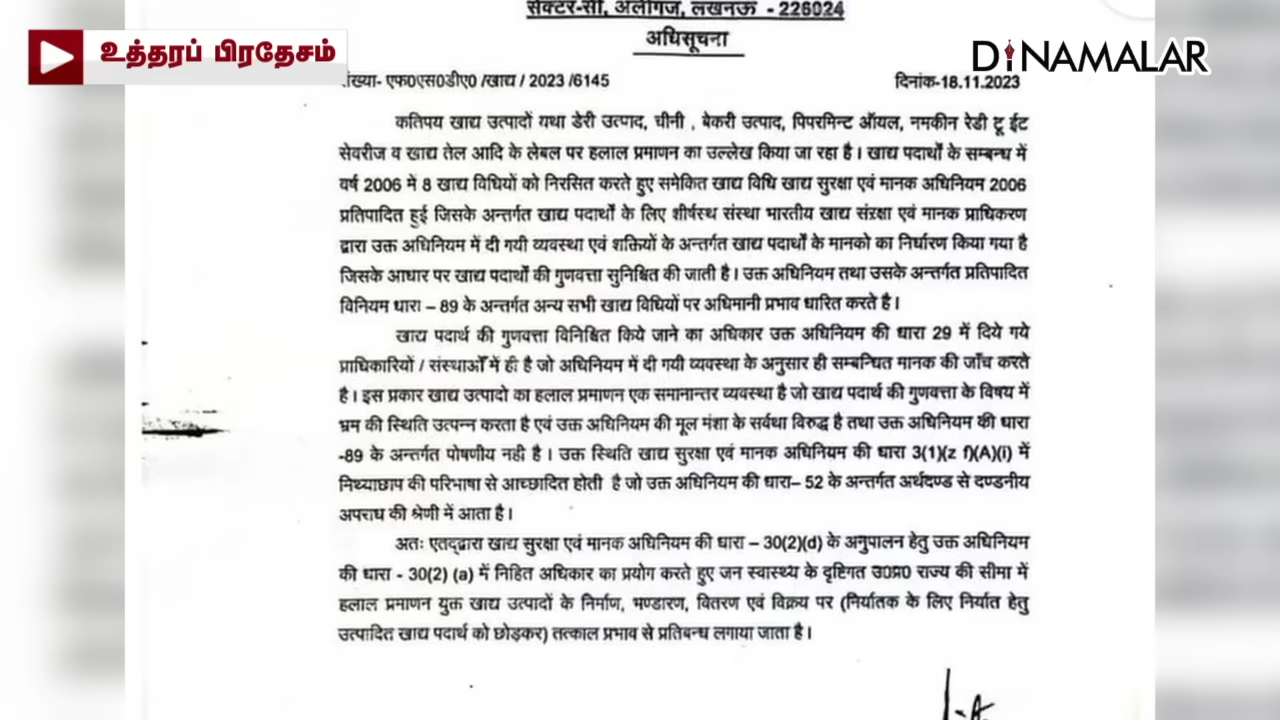 सेक्टर-सी, अलीगंज, लखनऊ - 226024
उத்தரப் பிரதேசம்
अधिसूचना
DINAMALAR
संख्या- एफ0एस0डीए0 /खाद्य / 2023 /6145 दिनांक-18.11.2023
कतिपय खाद्य उत्पादों यथा डेरी उत्पाद, चीनी , बेकरी उत्पाद, पिपरमिन्ट ऑयल, नमकीन रेडी टू ईट
सेवरीज व खाद्य तेल आदि के लेबल पर हलाल प्रमाणन का उल्लेख किया जा रहा है। खाद्य पदार्थो के सम्बन्ध में
वर्ष 2006 में 8 खाद्य विधियों को निरसित करते हुए समेकित खाद्य विधि खाद्य सुरक्षा एवं मानक अधिनियम 2006
प्रतिपादित हुई जिसके अन्तर्गत खाद्य पदार्थों के लिए शीर्षस्थ संस्था भारतीय खाद्य संरक्षा एवं मानक प्राधिकरण
द्वारा उक्त अधिनियम में दी गयी व्यवस्था एवं शक्तियों के अन्तर्गत खाद्य पदार्थो के मानको का निर्धारण किया गया है
जिसके आधार पर खाद्य पदार्थो की गुणवत्ता सुनिश्चित की जाती है। उक्त अधिनियम तथा उसके अन्तर्गत प्रतिपादित
विनियम धारा – 89 के अन्तर्गत अन्य सभी खाद्य विधियों पर अधिमानी प्रभाव धारित करते है।
खाद्य पदार्थ की गुणवत्ता विनिश्चित किये जाने का अधिकार उक्त अधिनियम की धारा 29 में दिये गये
प्राधिकारियों / संस्थाओँ में ही है जो अधिनियम में दी गयी व्यवस्था के अनुसार ही सम्बन्धित मानक की जाँच करते
है। इस प्रकार खाद्य उत्पादो का हलाल प्रमाणन एक समानान्तर व्यवस्था है जो खाद्य पदार्थ की गुणवत्ता के विषय में
भ्रम की स्थिति उत्पन्न करता है एवं उक्त अधिनियम की मूल मंशा के सर्वथा विरुद्ध है तथा उक्त अधिनियम की धारा
-89 के अन्तर्गत पोषणीय नही है । उक्त स्थिति खाद्य सुरक्षा एवं मानक अधिनियम की धारा 3(1)(z f)(A)(i) में
मिथ्याछाप की परिभाषा से आच्छादित होती है जो उक्त अधिनियम की धारा– 52 के अन्तर्गत अर्थदण्ड से दण्डनीय
अपराध की श्रेणी में आता है।
अतः एतद्द्वारा खाद्य सुरक्षा एवं मानक अधिनियम की धारा – 30(2)(d) के अनुपालन हेतु उक्त अधिनियम
की धारा - 30(2) (a) में निहित अधिकार का प्रयोग करते हुए जन स्वास्थ्य के दृष्टिगत उ0प्र0 राज्य की सीमा में
हलाल प्रमाणन युक्त खाद्य उत्पादों के निर्माण, भण्डारण, वितरण एवं विक्रय पर (निर्यातक के लिए निर्यात हेतु
उत्पादित खाद्य पदार्थ को छोड़कर) तत्काल प्रभाव से प्रतिबन्ध लगाया जाता है।